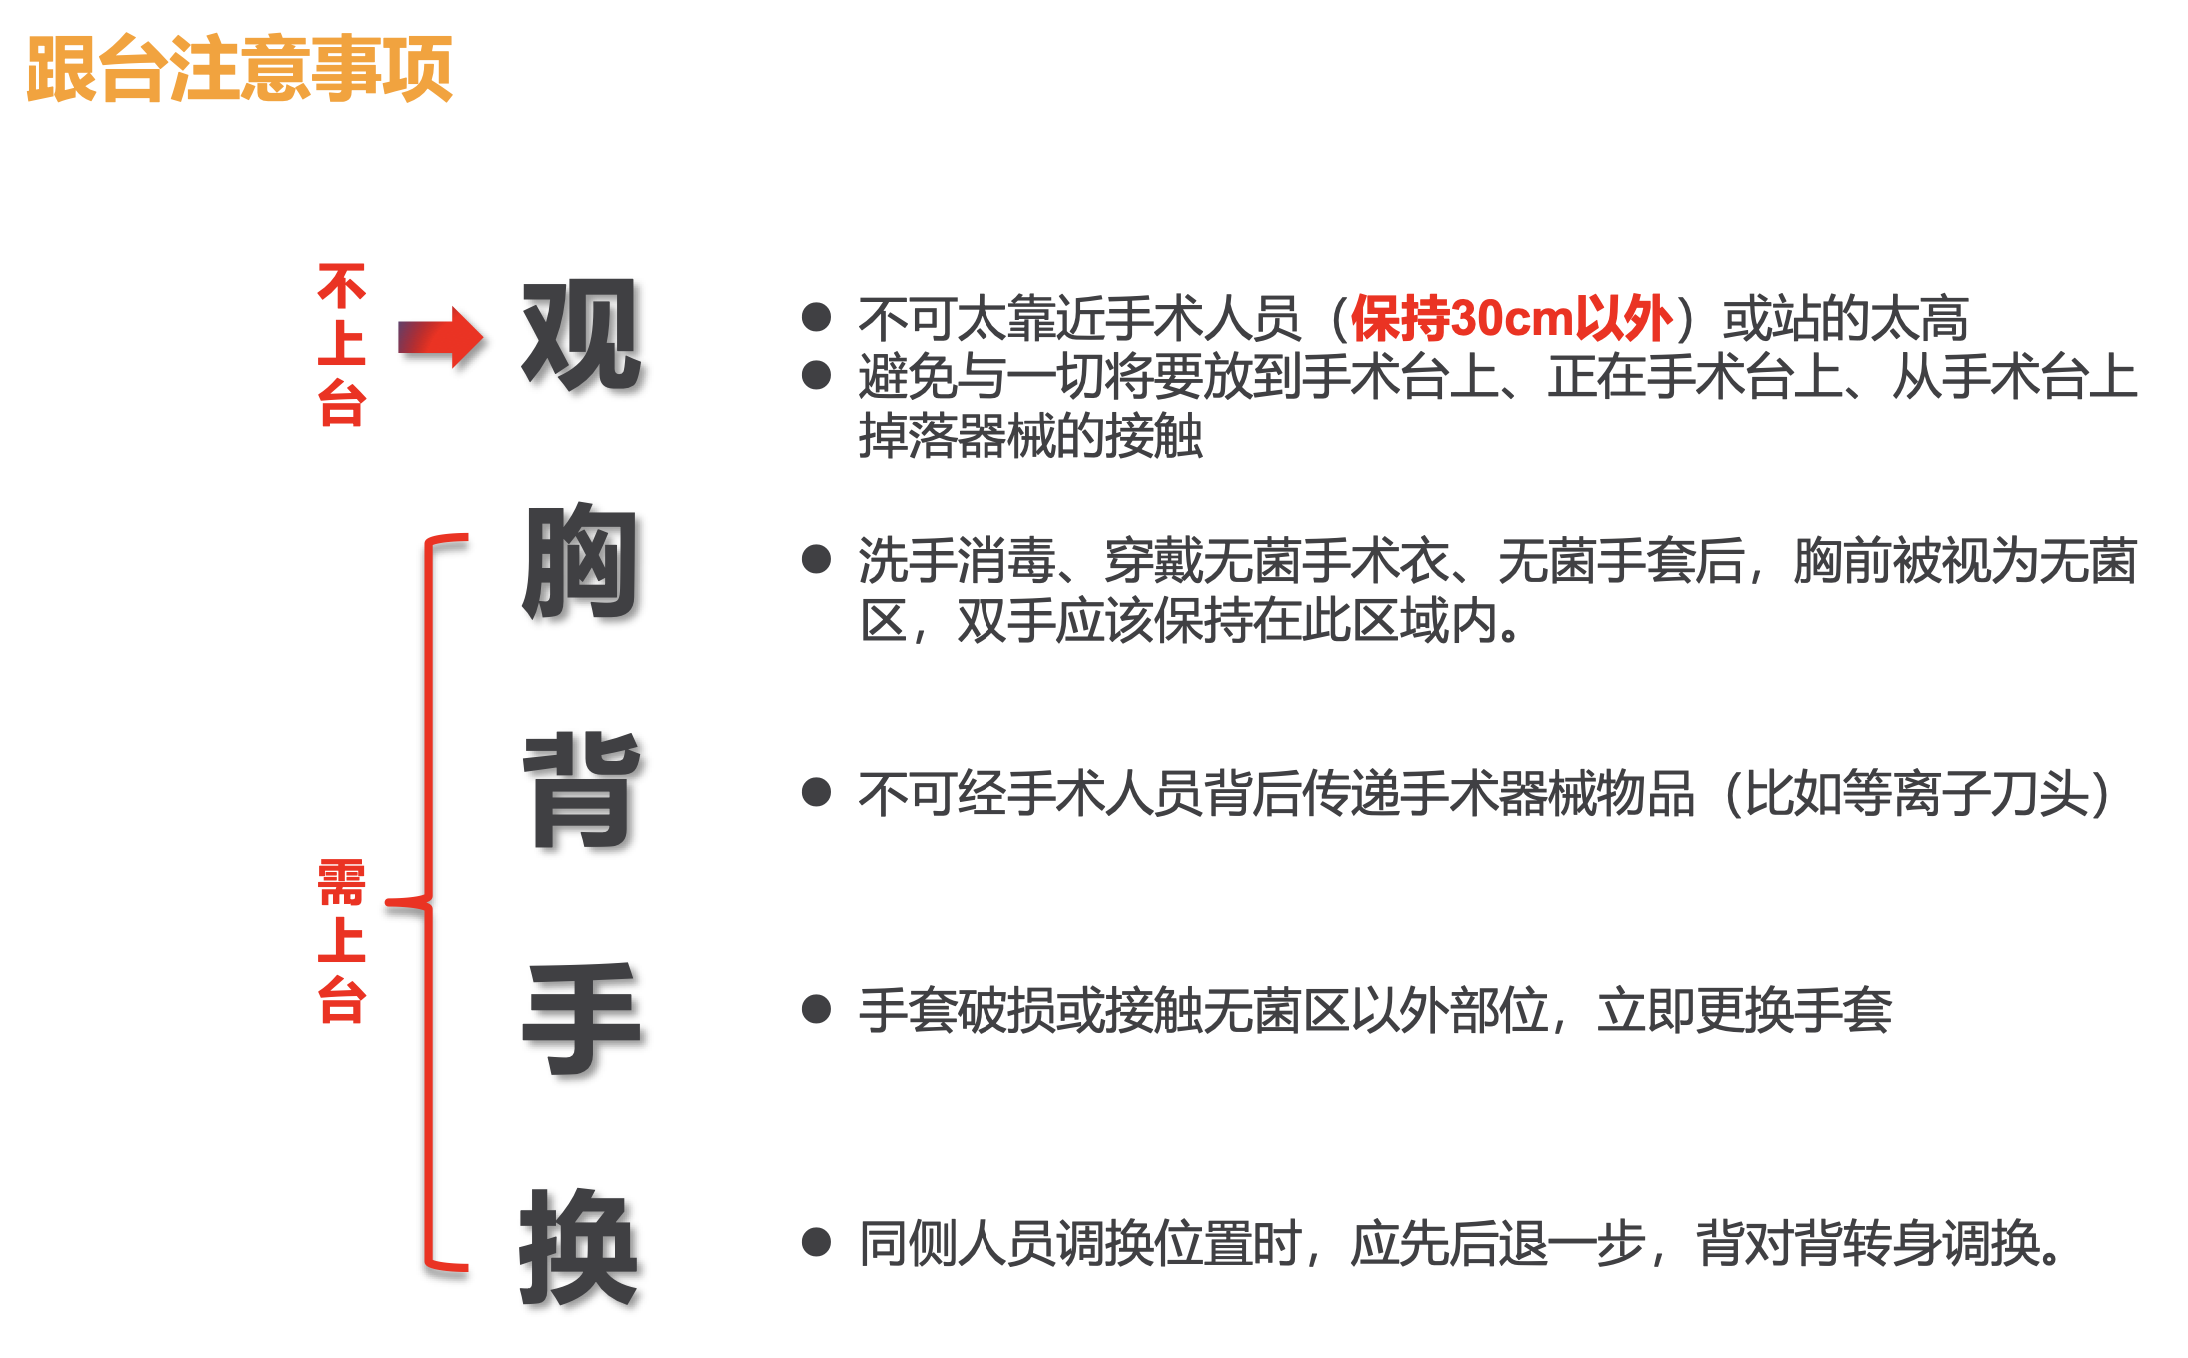 跟台注意事项
不上台
观
● 不可太靠近手术人员（保持30cm以外）或站的太高
● 避免与一切将要放到手术台上、正在手术台上、从手术台上
掉落器械的接触
需上台
胸
● 洗手消毒、穿戴无菌手术衣、无菌手套后，胸前被视为无菌
区，双手应该保持在此区域内。
背
● 不可经手术人员背后传递手术器械物品（比如等离子刀头）
手
● 手套破损或接触无菌区以外部位，立即更换手套
换
● 同侧人员调换位置时，应先后退一步，背对背转身调换。